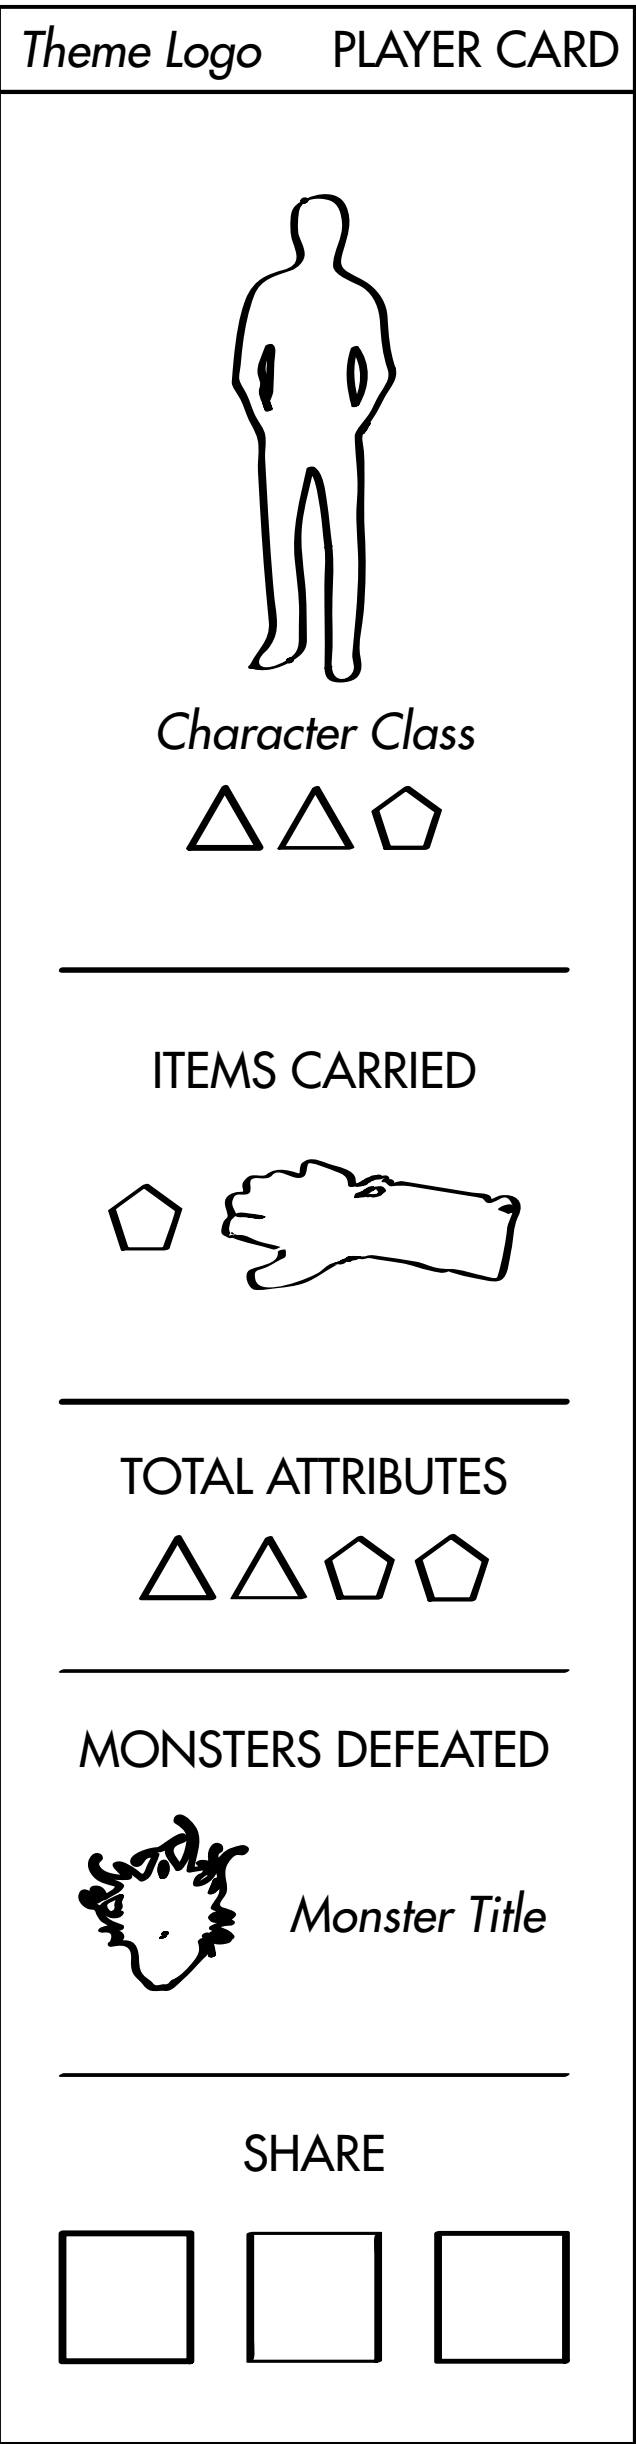 Theme Logo PLAYER CARD
Character Class
ITEMS CARRIED
TOTAL ATTRIBUTES
MONSTERS DEFEATED
Monster Title
SHARE